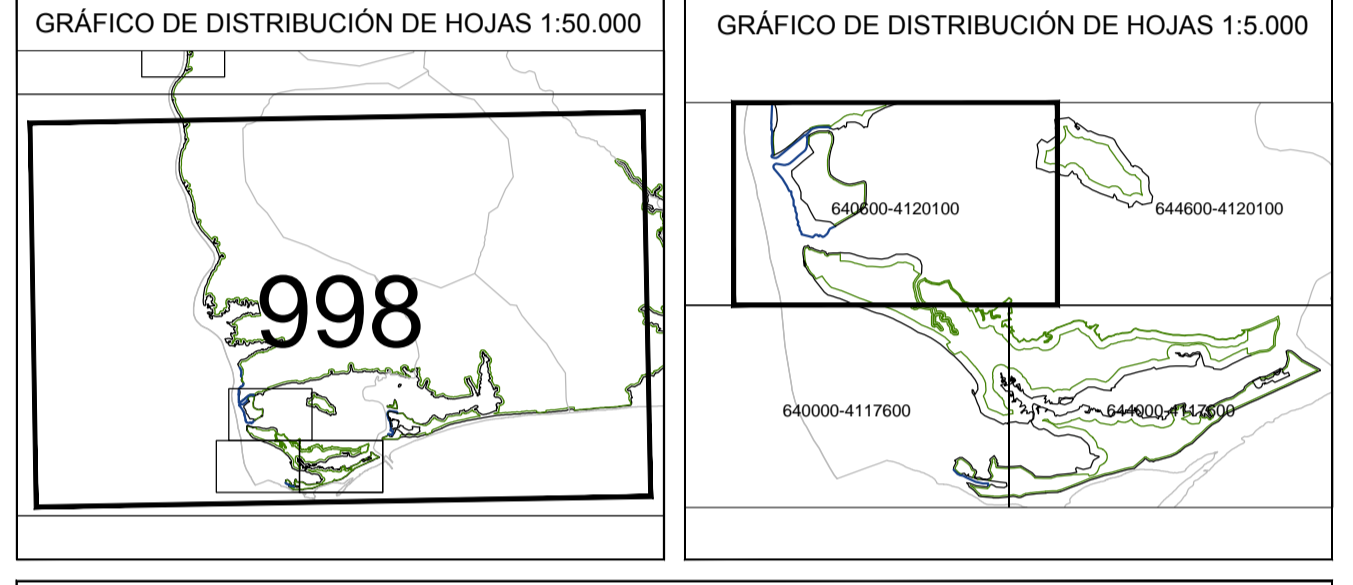 GRÁFICO DE DISTRIBUCIÓN DE HOJAS 1:50.000
998
GRÁFICO DE DISTRIBUCIÓN DE HOJAS 1:5.000
640600-4120100
644600-4120100
640000-4117600
644000-4117600